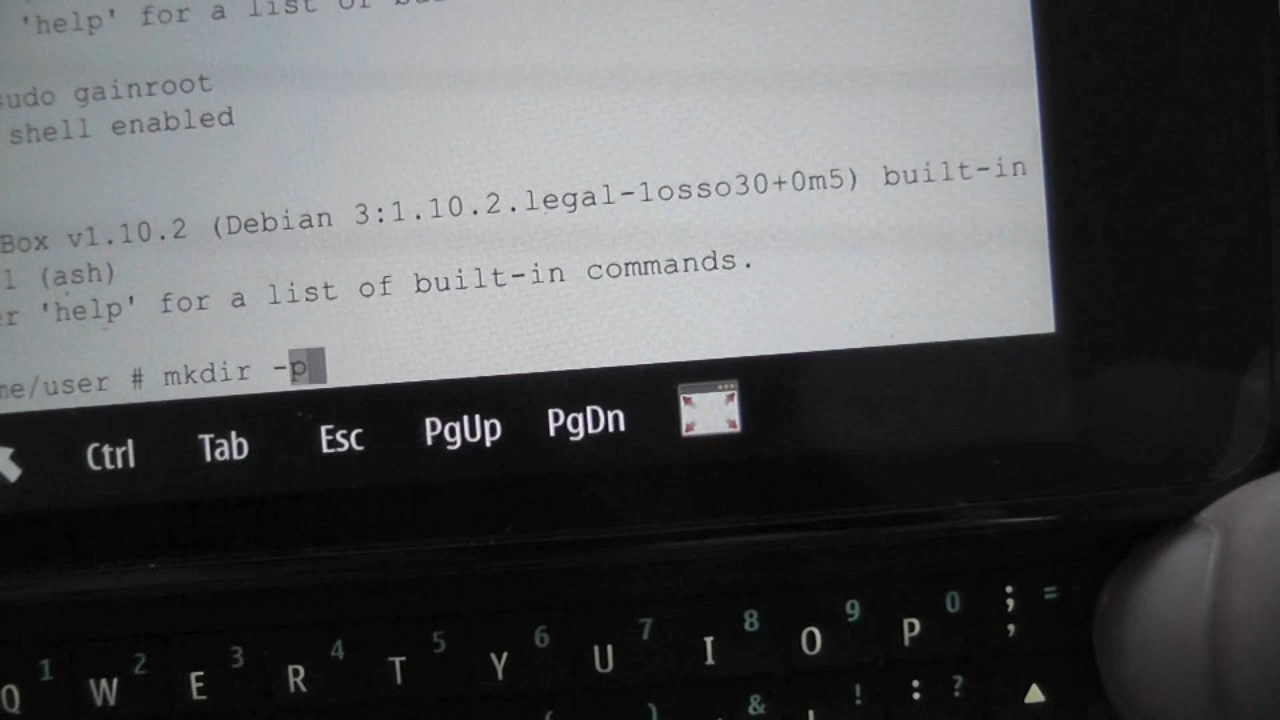 'help' for a list of
sudo gainroot
shell enabled
Box v1.10.2 (Debian 3:1.10.2.legal-1osso30+0m5) built-in
l (ash)
r 'help' for a list of built-in commands.
me/user # mkdir -p
Ctrl Tab Esc PgUp PgDn
1 2 3 4 5 6 7 8 9 0 =
Q W E R T Y U I O P ; ,
( ) & ! : ?